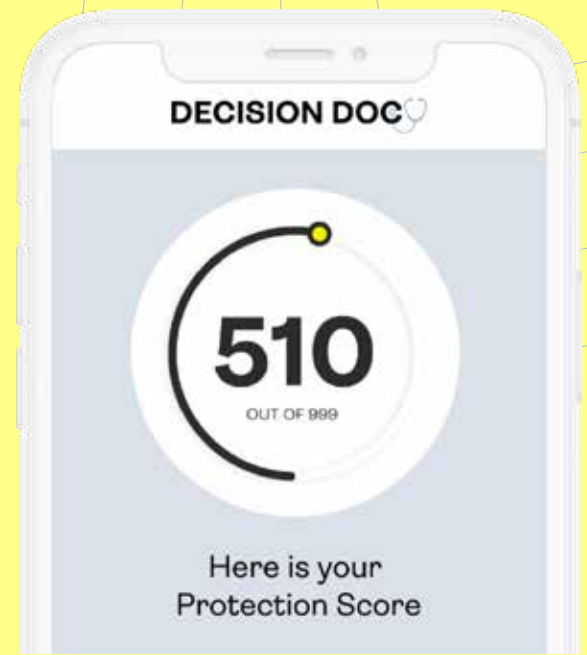 DECISION DOC
510
OUT OF 999
Here is your
Protection Score